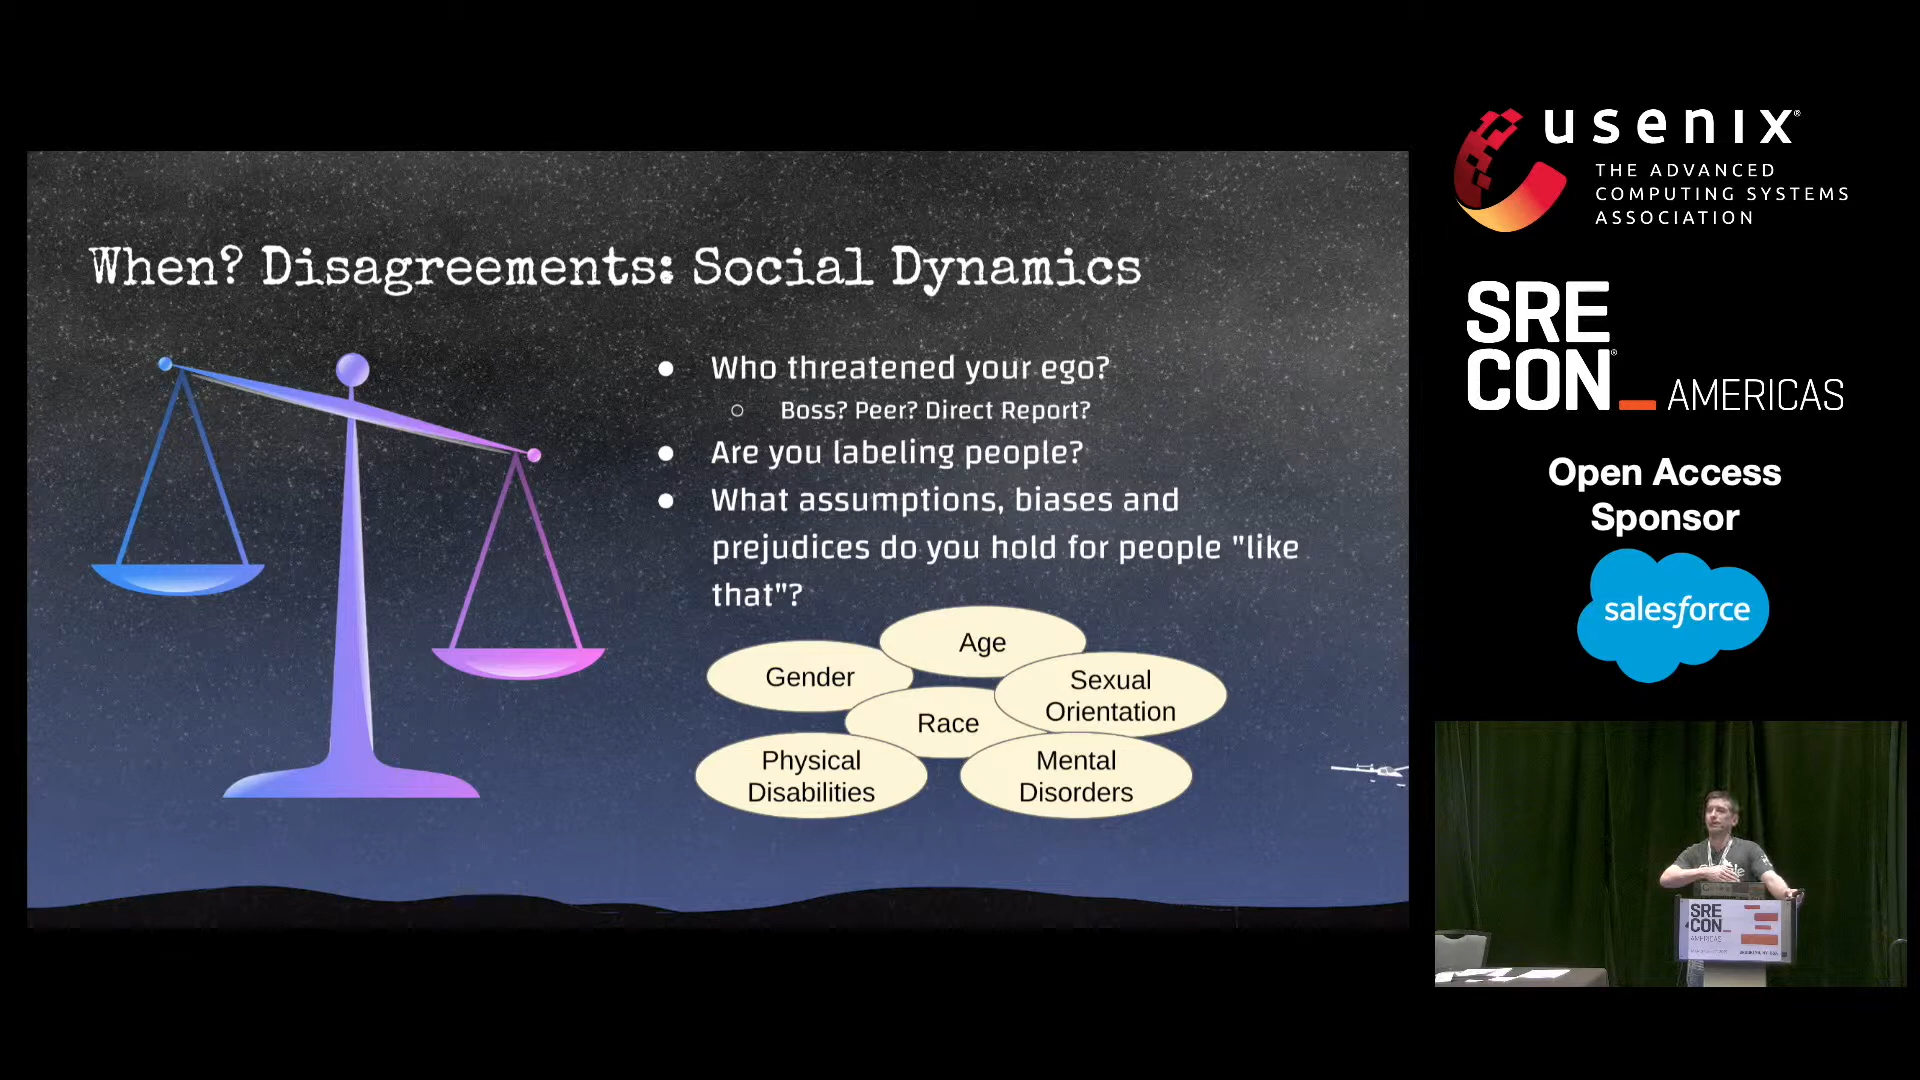 When? Disagreements: Social Dynamics
Who threatened your ego?
Boss? Peer? Direct Report?
Are you labeling people?
What assumptions, biases and
prejudices do you hold for people "like
that"?
Age
Gender
Sexual
Orientation
Race
Physical
Disabilities
Mental
Disorders
usenix®
THE ADVANCED
COMPUTING SYSTEMS
ASSOCIATION
SRE
CON®_AMERICAS
Open Access
Sponsor
salesforce
SRE
CON_
AMERICAS